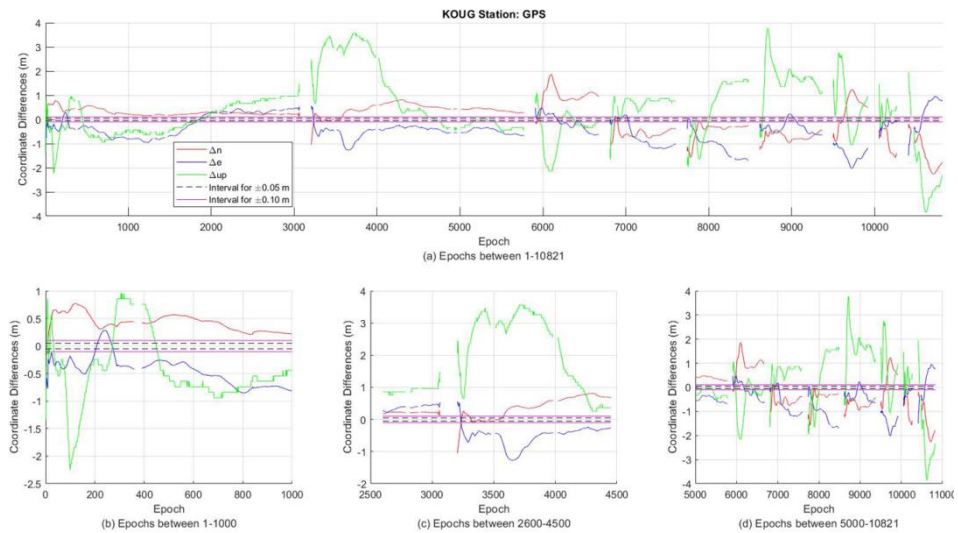 KOUG Station: GPS
4
3
2
1
0
-1
-2
-3
-4
Coordinate Differences (m)
Δn
Δe
Δup
Interval for ±0.05 m
Interval for ±0.10 m
1000 2000 3000 4000 5000 6000 7000 8000 9000 10000
Epoch
(a) Epochs between 1-10821
1
0.5
0
-0.5
-1
-1.5
-2
-2.5
Coordinate Differences (m)
0 200 400 600 800 1000
Epoch
(b) Epochs between 1-1000
4
3
2
1
0
-1
-2
Coordinate Differences (m)
2500 3000 3500 4000 4500
Epoch
(c) Epochs between 2600-4500
4
3
2
1
0
-1
-2
-3
-4
Coordinate Differences (m)
5000 6000 7000 8000 9000 10000 11000
Epoch
(d) Epochs between 5000-10821